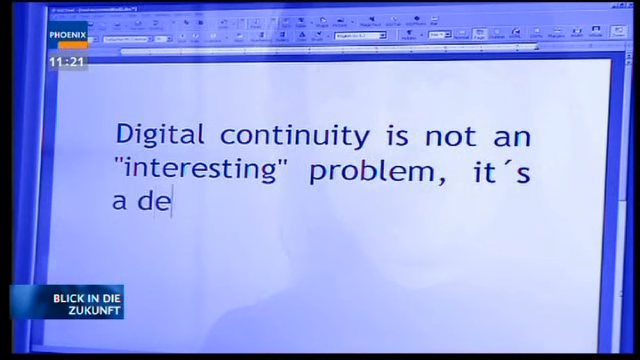 PHOENIX
11:21
Digital continuity is not an
"interesting" problem, it´s
a de
BLICK IN DIE
ZUKUNFT